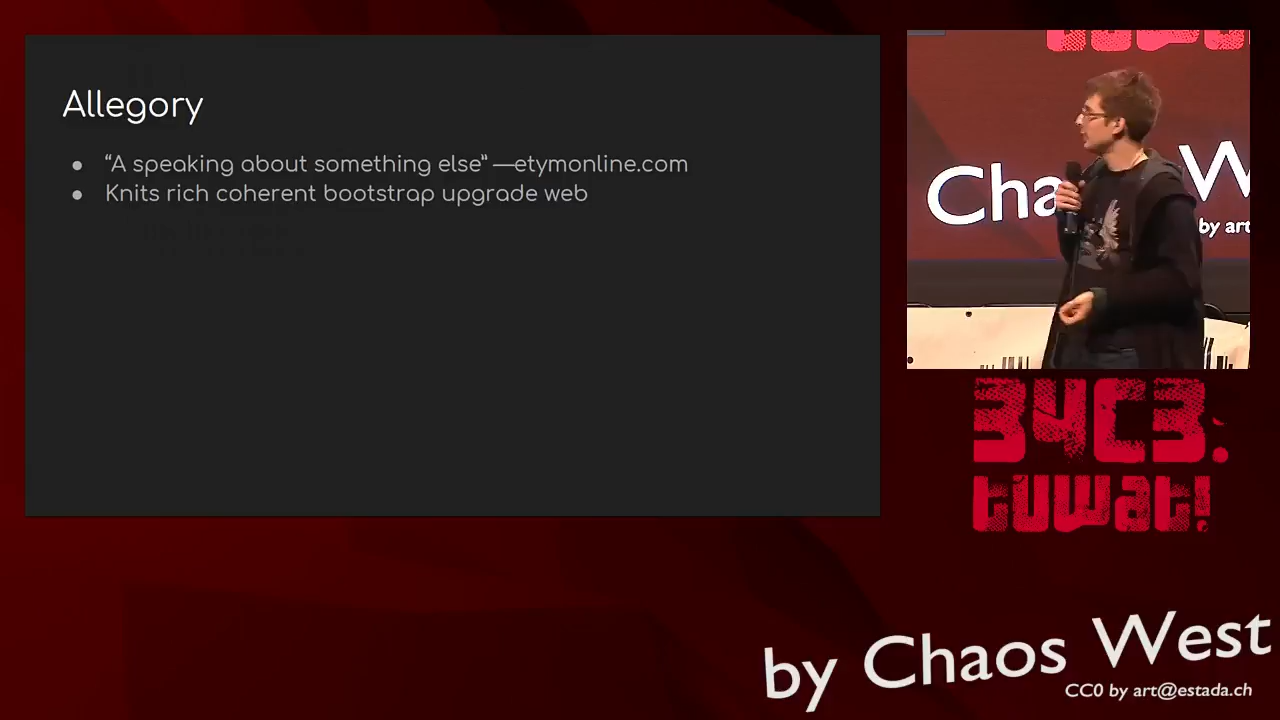 Allegory
“A speaking about something else” —etymonline.com
Knits rich coherent bootstrap upgrade web
Cha W
by art
34C3:
tuwat!
by Chaos West
CC0 by art@estada.ch